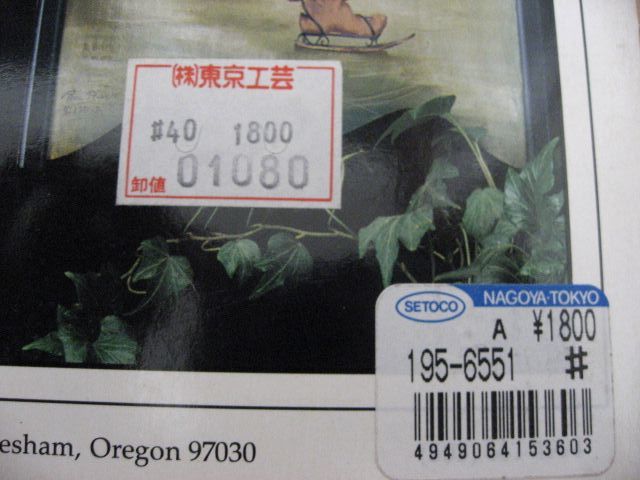 ㈱東京工芸
#40 1800
卸値 01080
SETOCO NAGOYA·TOKYO
A ¥1800
195-6551 #
4949064153603
esham, Oregon 97030